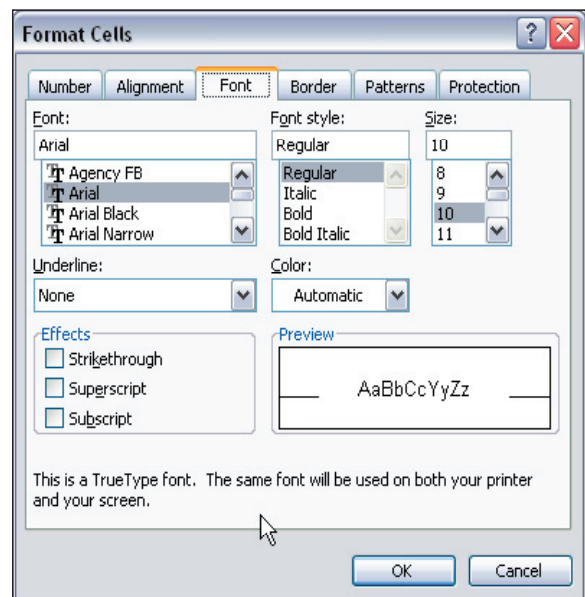 Format Cells
Number Alignment Font Border Patterns Protection
Font: Font style: Size:
Arial Regular 10
Agency FB Regular 8
Arial Italic 9
Arial Black Bold 10
Arial Narrow Bold Italic 11
Underline: Color:
None Automatic
Effects Preview
Strikethrough
Superscript AaBbCcYyZz
Subscript
This is a TrueType font. The same font will be used on both your printer
and your screen.
OK Cancel